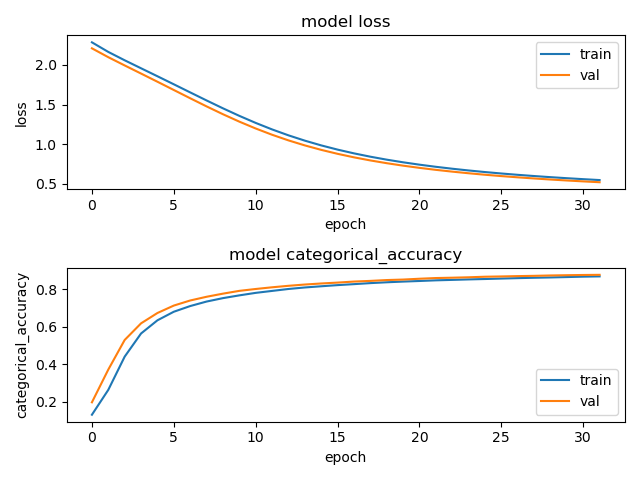 model loss
2.0
1.5
1.0
0.5
loss
train
val
0 5 10 15 20 25 30
epoch
model categorical_accuracy
0.8
0.6
0.4
0.2
categorical_accuracy
train
val
0 5 10 15 20 25 30
epoch